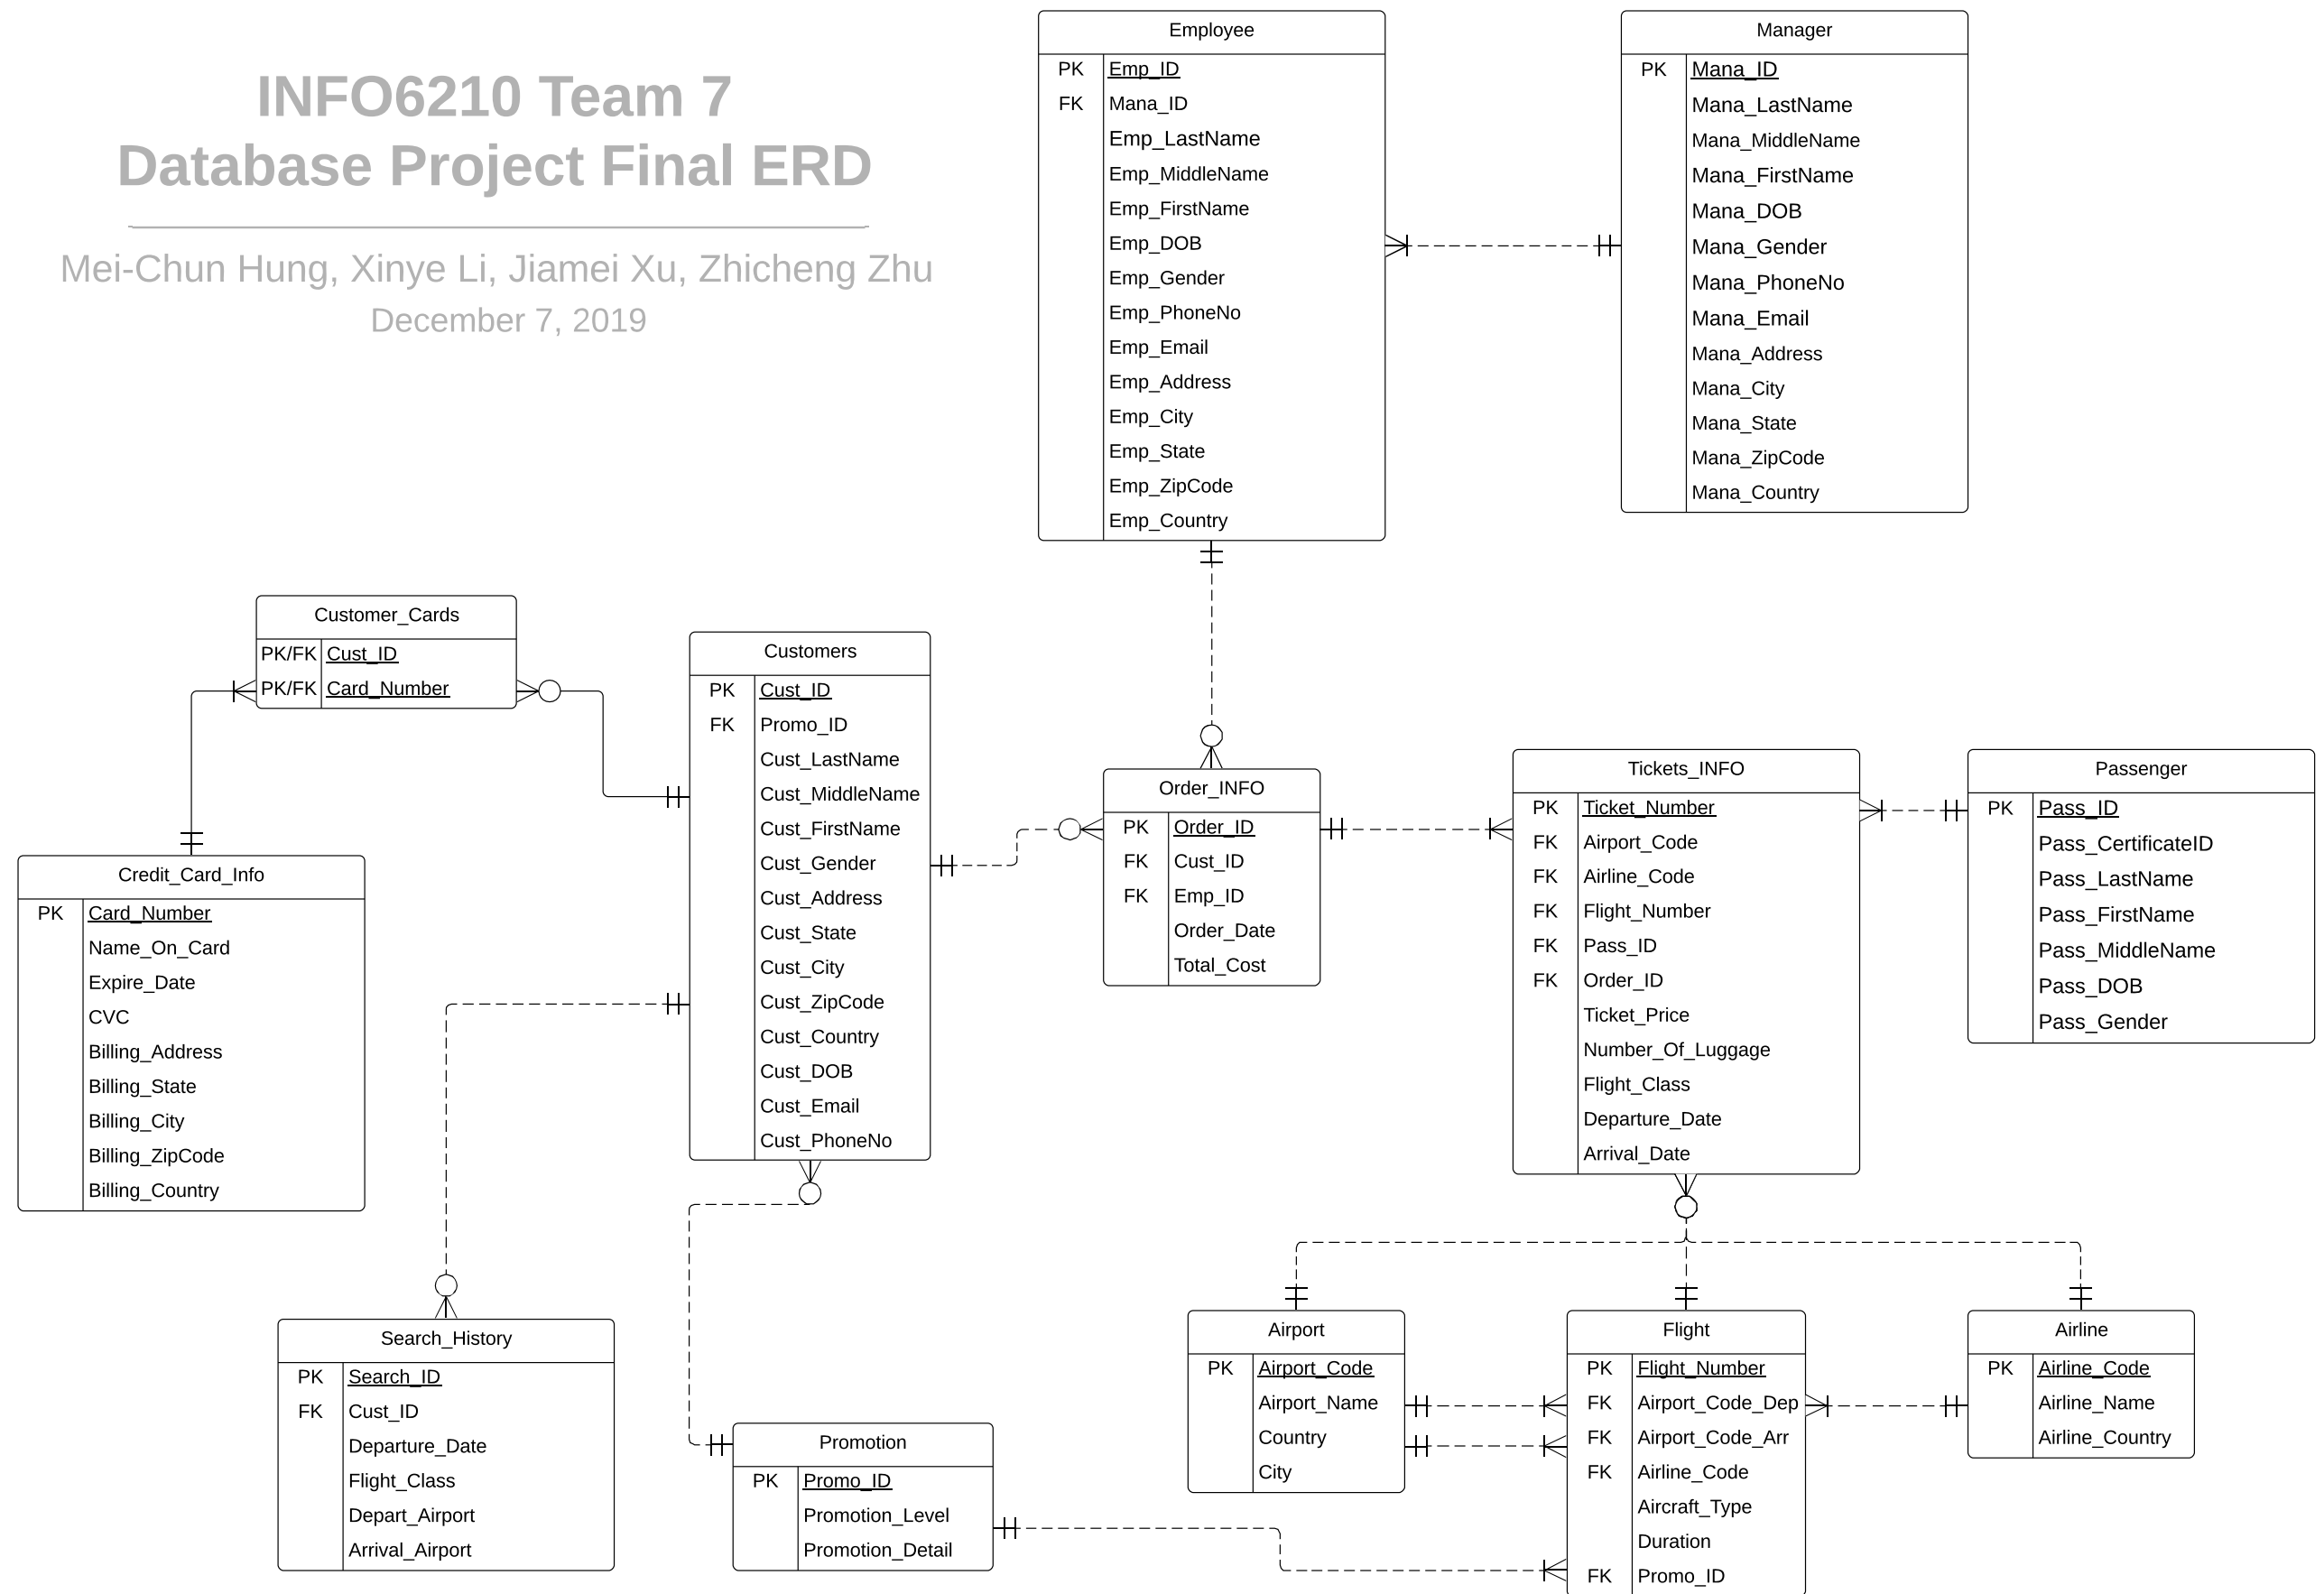 INFO6210 Team 7
Database Project Final ERD
Mei-Chun Hung, Xinye Li, Jiamei Xu, Zhicheng Zhu
December 7, 2019
Employee
PK Emp_ID
FK Mana_ID
Emp_LastName
Emp_MiddleName
Emp_FirstName
Emp_DOB
Emp_Gender
Emp_PhoneNo
Emp_Email
Emp_Address
Emp_City
Emp_State
Emp_ZipCode
Emp_Country
Manager
PK Mana_ID
Mana_LastName
Mana_MiddleName
Mana_FirstName
Mana_DOB
Mana_Gender
Mana_PhoneNo
Mana_Email
Mana_Address
Mana_City
Mana_State
Mana_ZipCode
Mana_Country
Customer_Cards
PK/FK Cust_ID
PK/FK Card_Number
Customers
PK Cust_ID
FK Promo_ID
Cust_LastName
Cust_MiddleName
Cust_FirstName
Cust_Gender
Cust_Address
Cust_State
Cust_City
Cust_ZipCode
Cust_Country
Cust_DOB
Cust_Email
Cust_PhoneNo
Order_INFO
PK Order_ID
FK Cust_ID
FK Emp_ID
Order_Date
Total_Cost
Tickets_INFO
PK Ticket_Number
FK Airport_Code
FK Airline_Code
FK Flight_Number
FK Pass_ID
FK Order_ID
Ticket_Price
Number_Of_Luggage
Flight_Class
Departure_Date
Arrival_Date
Passenger
PK Pass_ID
Pass_CertificateID
Pass_LastName
Pass_FirstName
Pass_MiddleName
Pass_DOB
Pass_Gender
Credit_Card_Info
PK Card_Number
Name_On_Card
Expire_Date
CVC
Billing_Address
Billing_State
Billing_City
Billing_ZipCode
Billing_Country
Search_History
PK Search_ID
FK Cust_ID
Departure_Date
Flight_Class
Depart_Airport
Arrival_Airport
Promotion
PK Promo_ID
Promotion_Level
Promotion_Detail
Airport
PK Airport_Code
Airport_Name
Country
City
Flight
PK Flight_Number
FK Airport_Code_Dep
FK Airport_Code_Arr
FK Airline_Code
Aircraft_Type
Duration
FK Promo_ID
Airline
PK Airline_Code
Airline_Name
Airline_Country